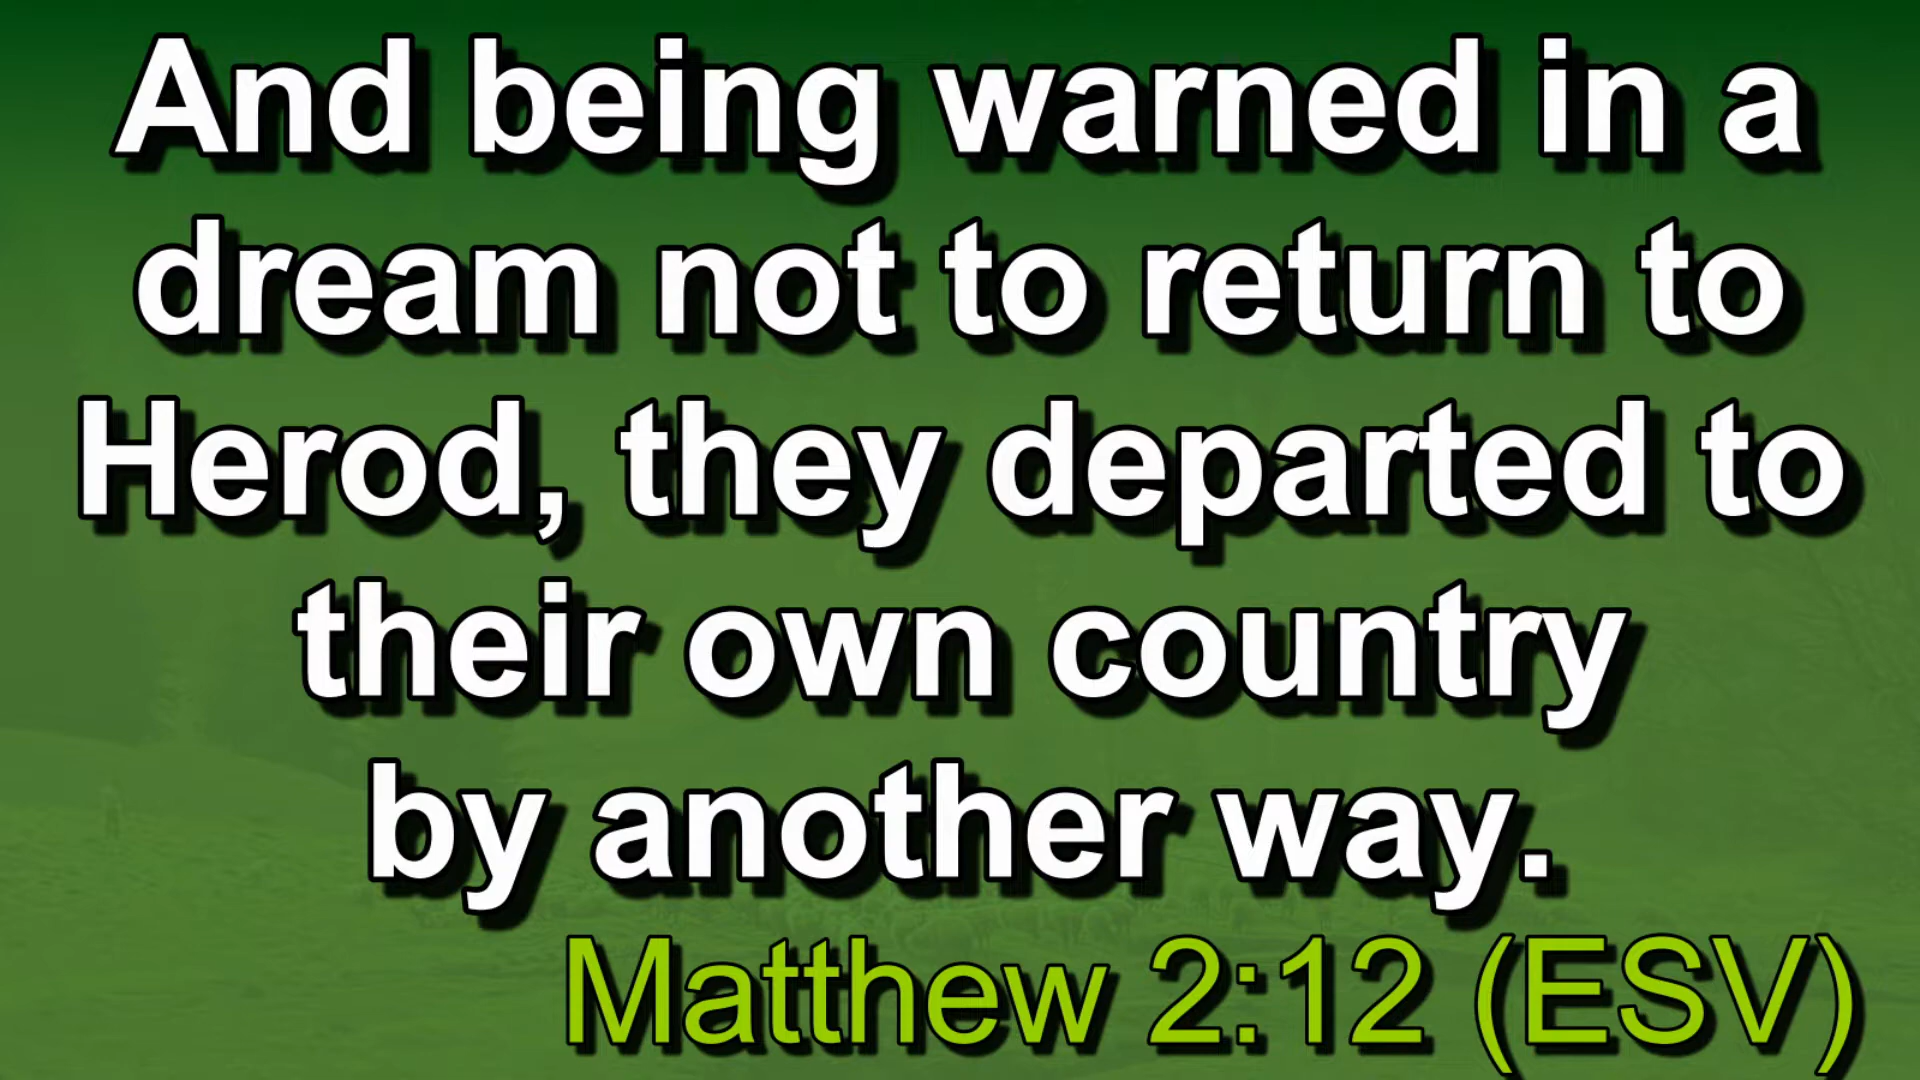 And being warned in a
dream not to return to
Herod, they departed to
their own country
by another way.
Matthew 2:12 (ESV)